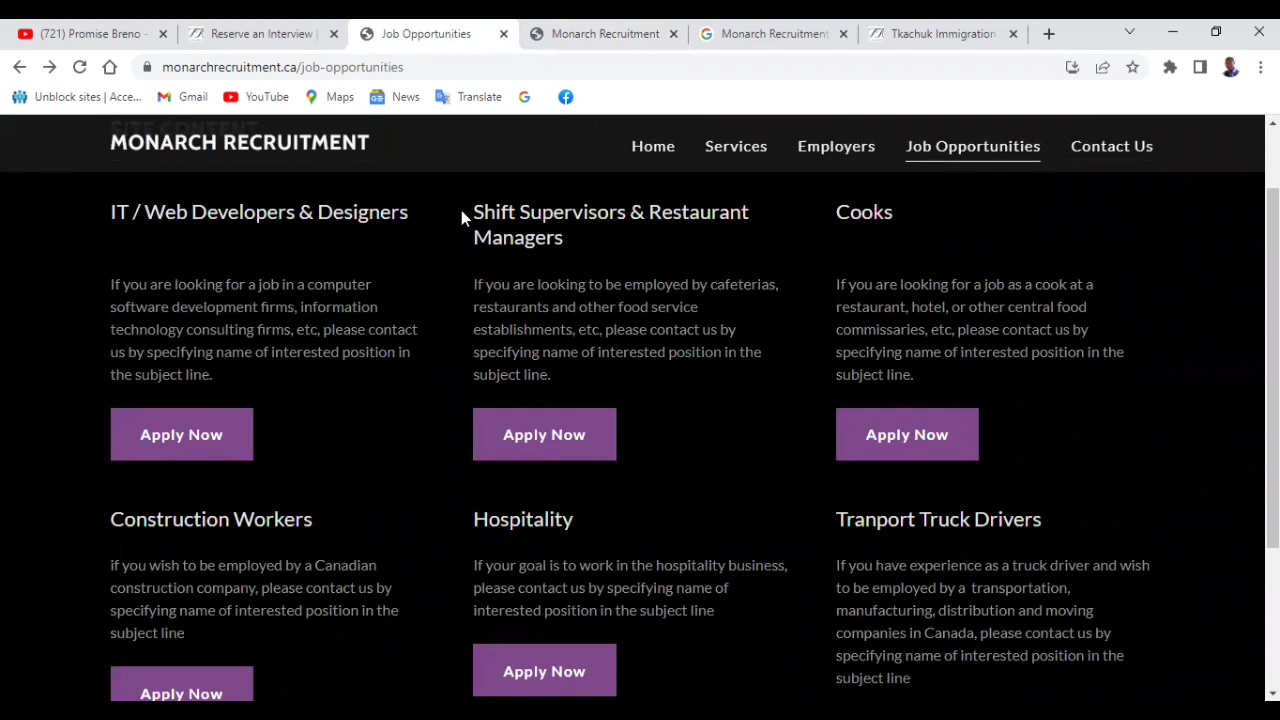 (721) Promise Breno -
Reserve an Interview |
Job Opportunities
Monarch Recruitment
Monarch Recruitment
Tkachuk Immigration
monarchrecruitment.ca/job-opportunities
Unblock sites | Acce...
Gmail
YouTube
Maps
News
Translate
SITE CONTENT
MONARCH RECRUITMENT
Home
Services
Employers
Job Opportunities
Contact Us
IT / Web Developers & Designers
If you are looking for a job in a computer
software development firms, information
technology consulting firms, etc, please contact
us by specifying name of interested position in
the subject line.
Apply Now
Shift Supervisors & Restaurant
Managers
If you are looking to be employed by cafeterias,
restaurants and other food service
establishments, etc, please contact us by
specifying name of interested position in the
subject line.
Apply Now
Cooks
If you are looking for a job as a cook at a
restaurant, hotel, or other central food
commissaries, etc, please contact us by
specifying name of interested position in the
subject line.
Apply Now
Construction Workers
if you wish to be employed by a Canadian
construction company, please contact us by
specifying name of interested position in the
subject line
Apply Now
Hospitality
If your goal is to work in the hospitality business,
please contact us by specifying name of
interested position in the subject line
Apply Now
Tranport Truck Drivers
If you have experience as a truck driver and wish
to be employed by a transportation,
manufacturing, distribution and moving
companies in Canada, please contact us by
specifying name of interested position in the
subject line